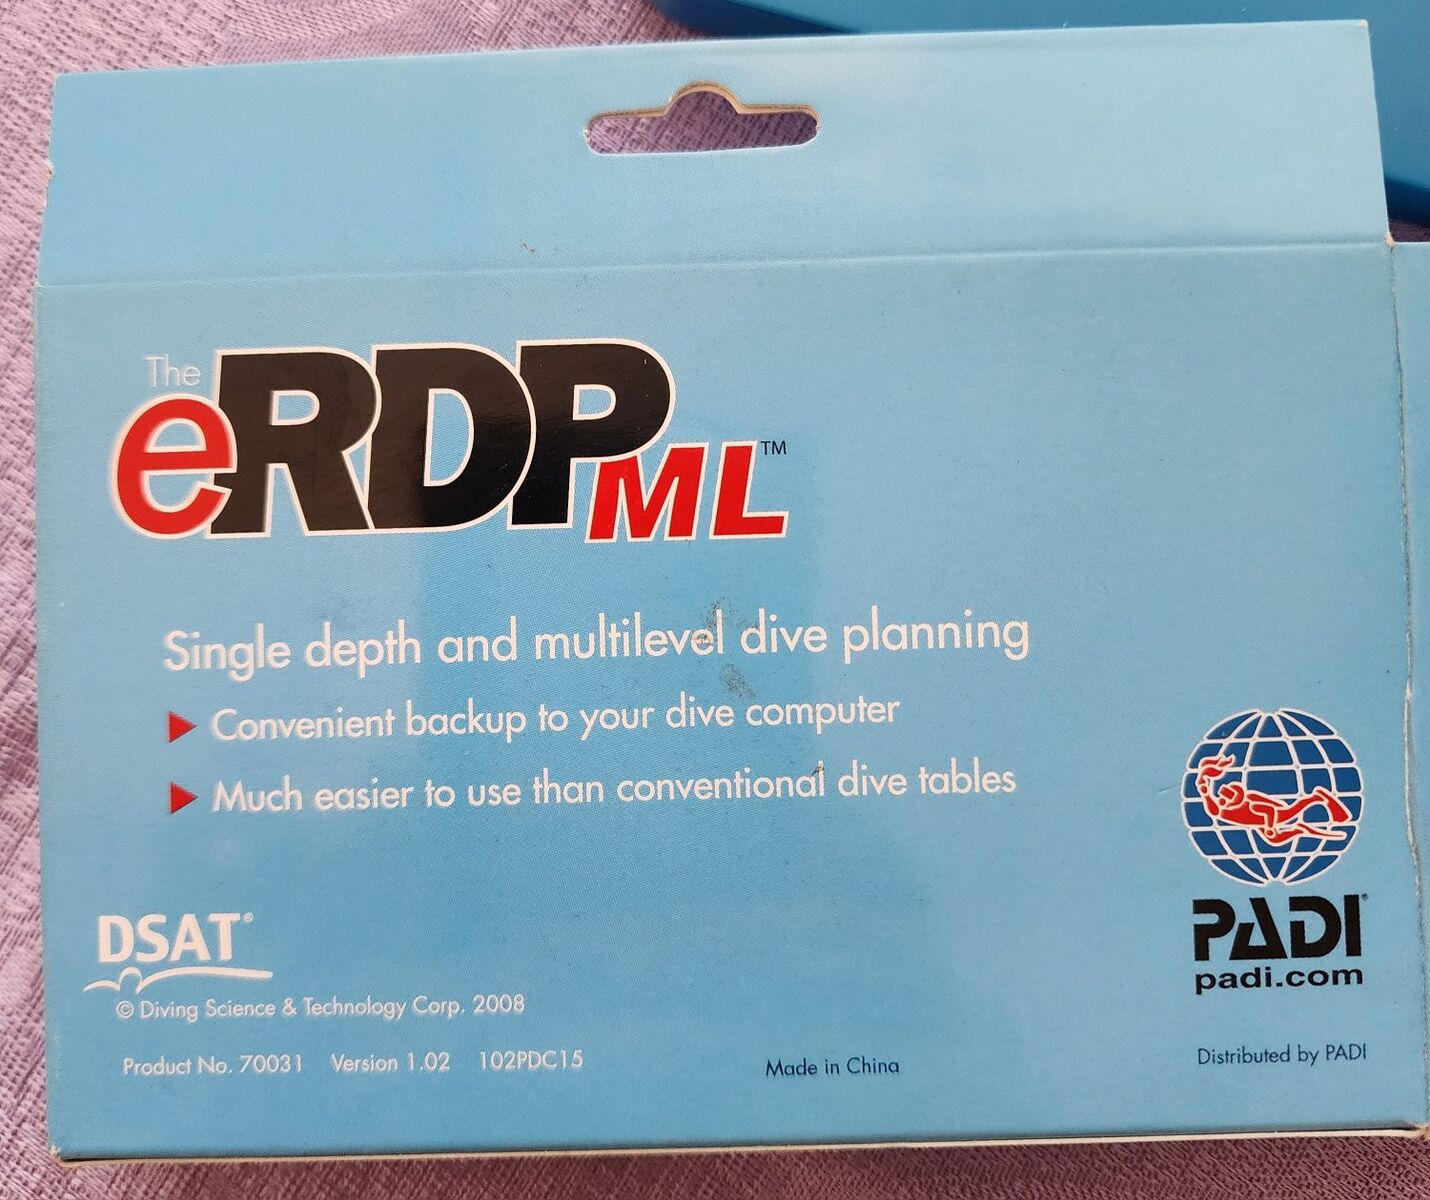 The
eRDPML™
Single depth and multilevel dive planning
Convenient backup to your dive computer
Much easier to use than conventional dive tables
DSAT®
© Diving Science & Technology Corp. 2008
Product No. 70031 Version 1.02 102PDC15
Made in China
PADI®
padi.com
Distributed by PADI